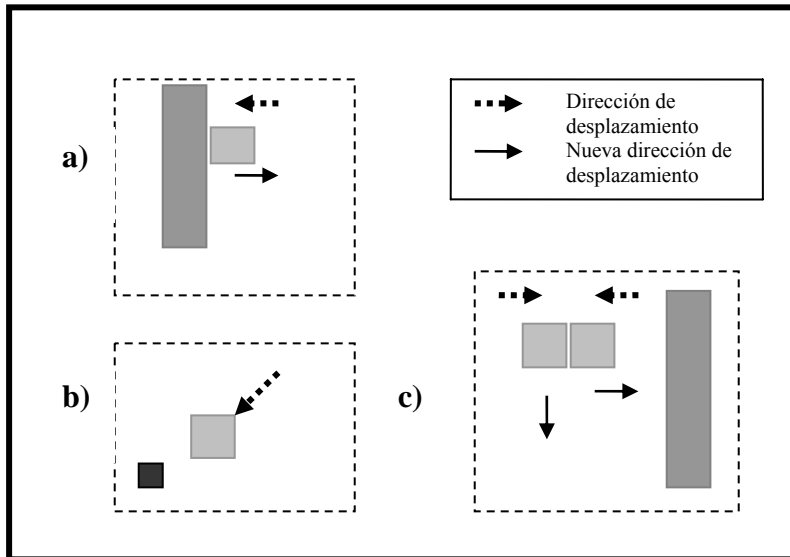 a)
Dirección de
desplazamiento
Nueva dirección de
desplazamiento
b)
c)